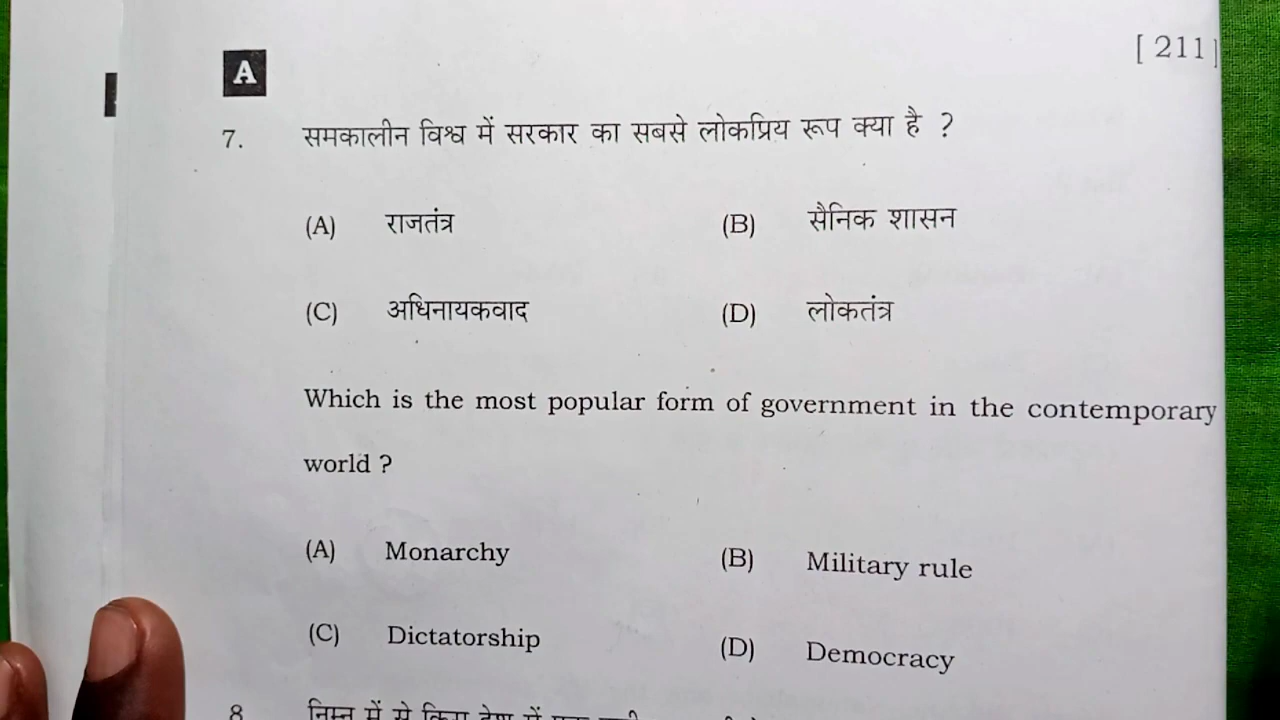 [ 211 ]
A
7. समकालीन विश्व में सरकार का सबसे लोकप्रिय रूप क्या है ?
(A) राजतंत्र (B) सैनिक शासन
(C) अधिनायकवाद (D) लोकतंत्र
Which is the most popular form of government in the contemporary
world ?
(A) Monarchy (B) Military rule
(C) Dictatorship (D) Democracy
8 निम्न में से किस देश में